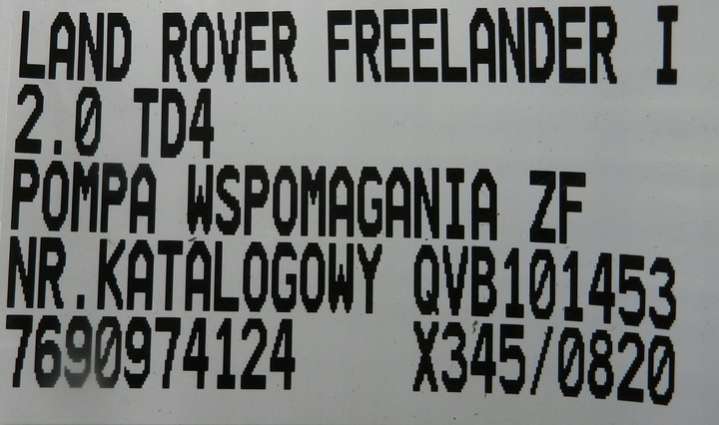 LAND ROVER FREELANDER I
2.0 TD4
POMPA WSPOMAGANIA ZF
NR.KATALOGOWY QVB101453
7690974124 X345/0820